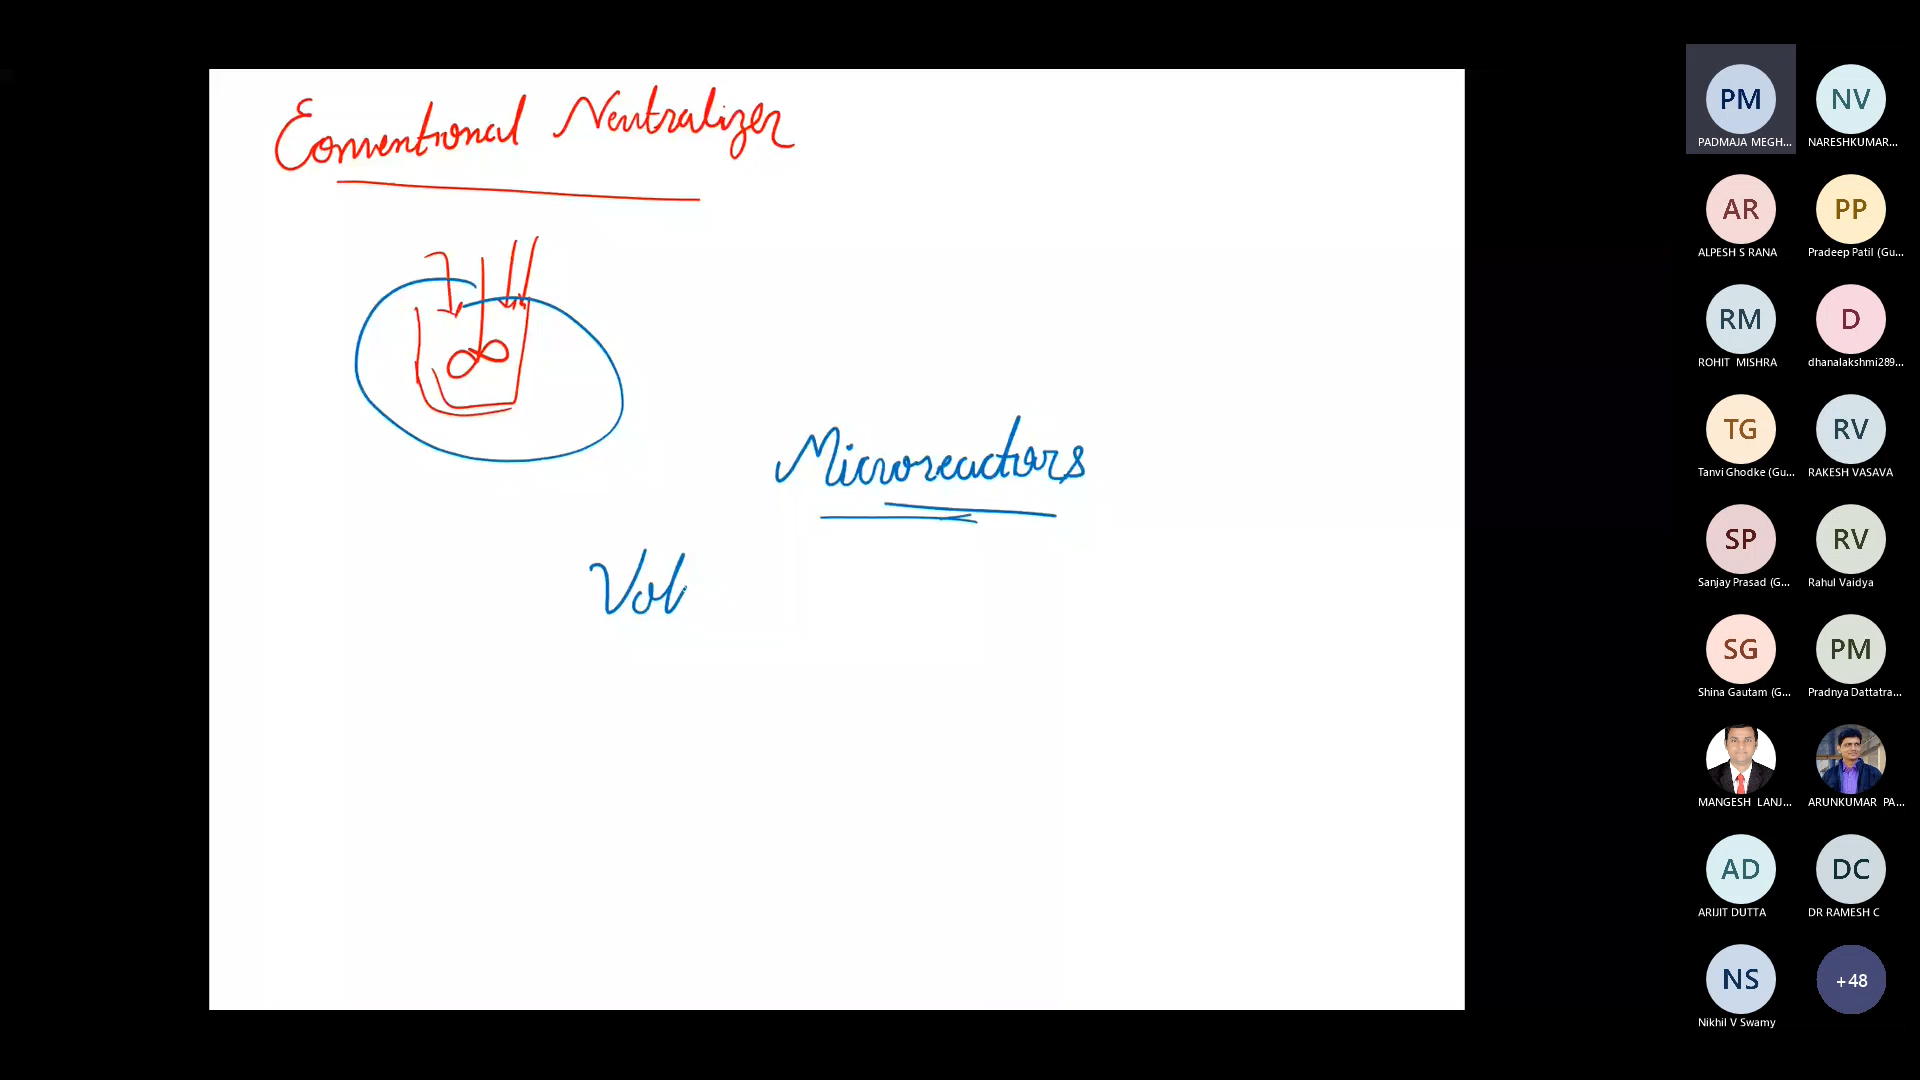 Conventional Neutralizer
Microreactors
Vol
PM
PADMAJA MEGH...
NV
NARESHKUMAR...
AR
ALPESH S RANA
PP
Pradeep Patil (Gu...
RM
ROHIT MISHRA
D
dhanalakshmi289...
TG
Tanvi Ghodke (Gu...
RV
RAKESH VASAVA
SP
Sanjay Prasad (G...
RV
Rahul Vaidya
SG
Shina Gautam (G...
PM
Pradnya Dattatra...
MANGESH LANJ...
ARUNKUMAR PA...
AD
ARIJIT DUTTA
DC
DR RAMESH C
NS
Nikhil V Swamy
+48